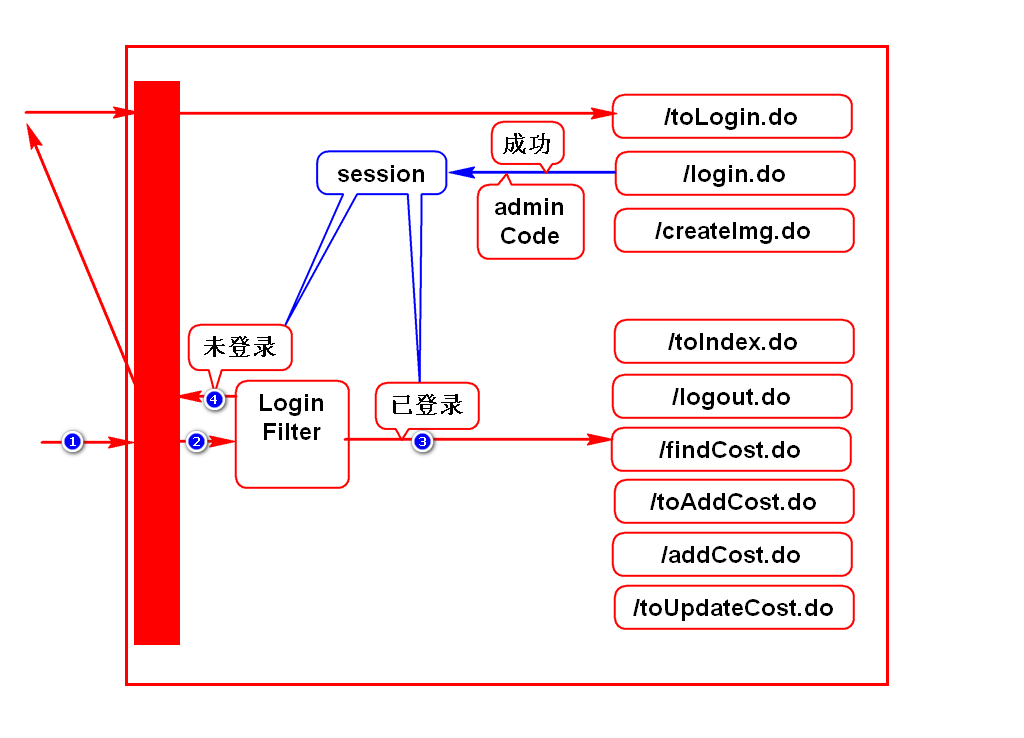 /toLogin.do
成功
session
/login.do
admin
Code
/createImg.do
未登录
/toIndex.do
④
Login
Filter
已登录
/logout.do
①
②
③
/findCost.do
/toAddCost.do
/addCost.do
/toUpdateCost.do